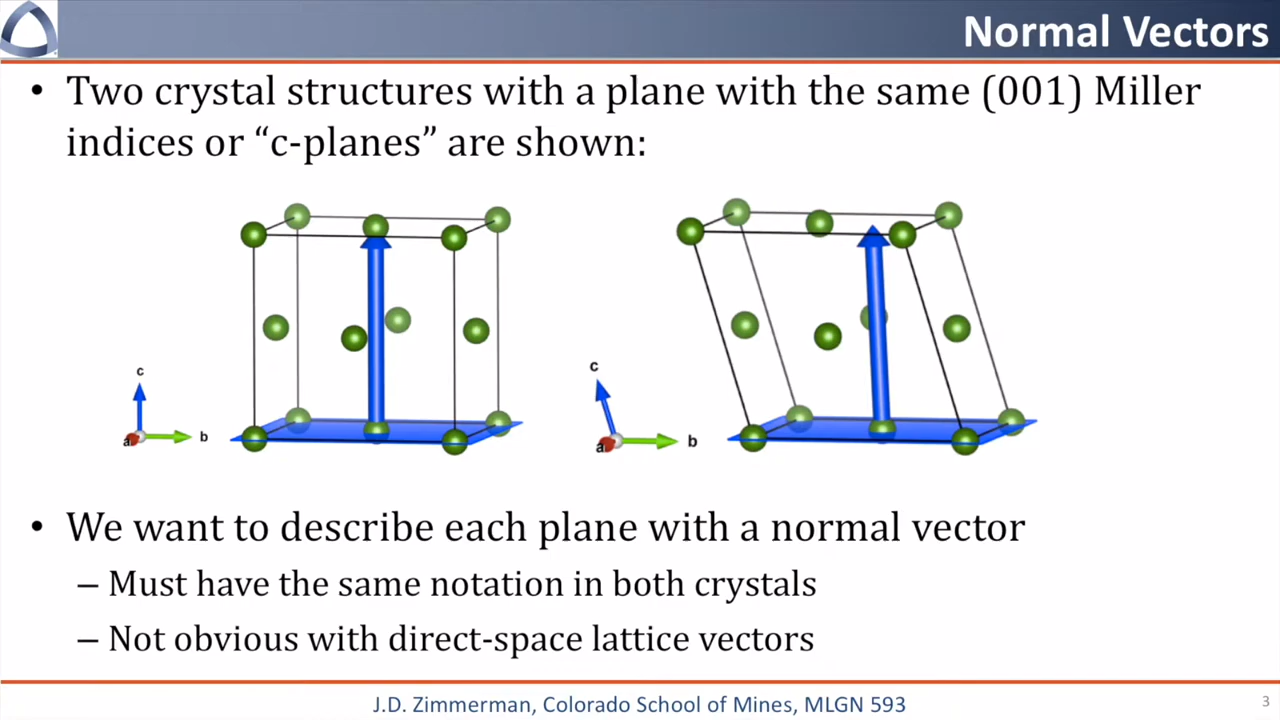 Normal Vectors
• Two crystal structures with a plane with the same (001) Miller
indices or “c-planes” are shown:
c
b
a
c
b
a
• We want to describe each plane with a normal vector
– Must have the same notation in both crystals
– Not obvious with direct-space lattice vectors
J.D. Zimmerman, Colorado School of Mines, MLGN 593
3